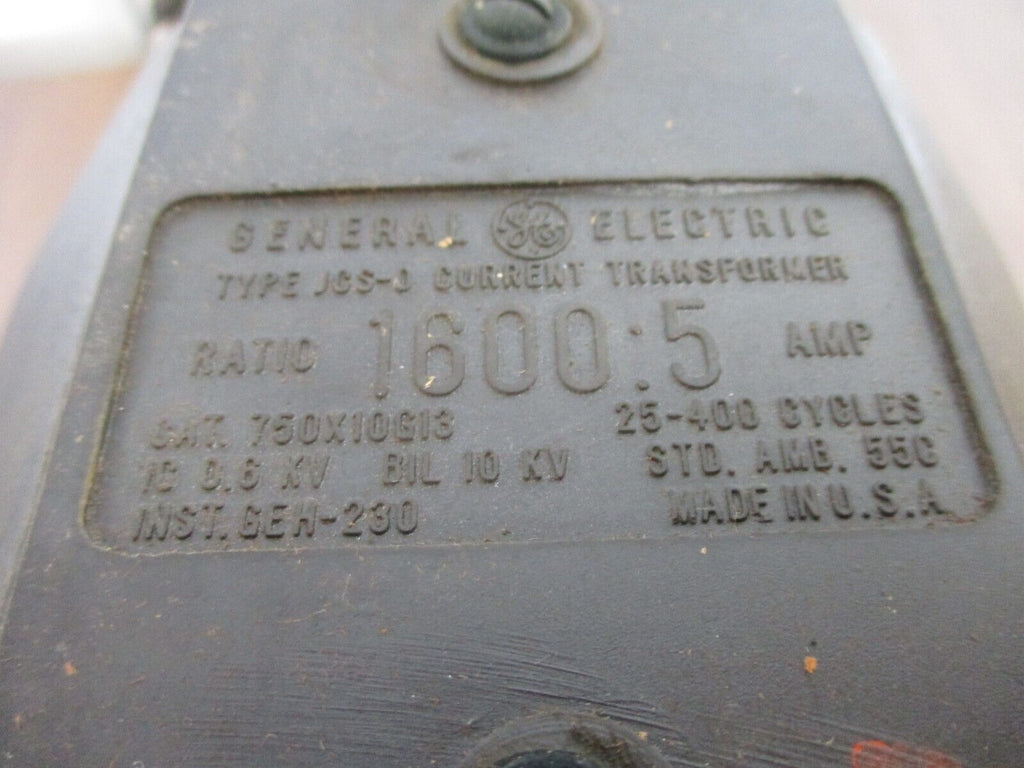 GENERAL GE ELECTRIC
TYPE JCS-0 CURRENT TRANSFORMER
RATIO 1600:5 AMP
CAT. 750X10G13 25-400 CYCLES
IC 0.6 KV BIL 10 KV STD. AMB. 55C
INST. GEH-230 MADE IN U.S.A